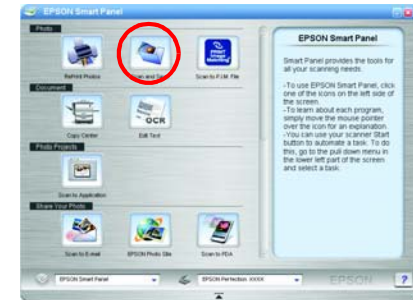 EPSON Smart Panel
Photo
Reprint Photos
Scan and Save
PRINT Image Matching
Scan to P.I.M. File
Document
OCR
Copy Center
Edit Text
Photo Projects
Scan to Application
Share Your Photo
Scan to E-mail
EPSON Photo Site
Scan to PDA
EPSON Smart Panel
Smart Panel provides the tools for
all your scanning needs.
-To use EPSON Smart Panel, click
one of the icons on the left side of
the screen.
-To learn about each program,
simply move the mouse pointer
over the icon for an explanation.
-You can use your scanner Start
button to automate a task. To do
this, go to the pull down menu in
the lower left part of the screen
and select a task.
EPSON Smart Panel
EPSON Perfection XXXX
EPSON
?